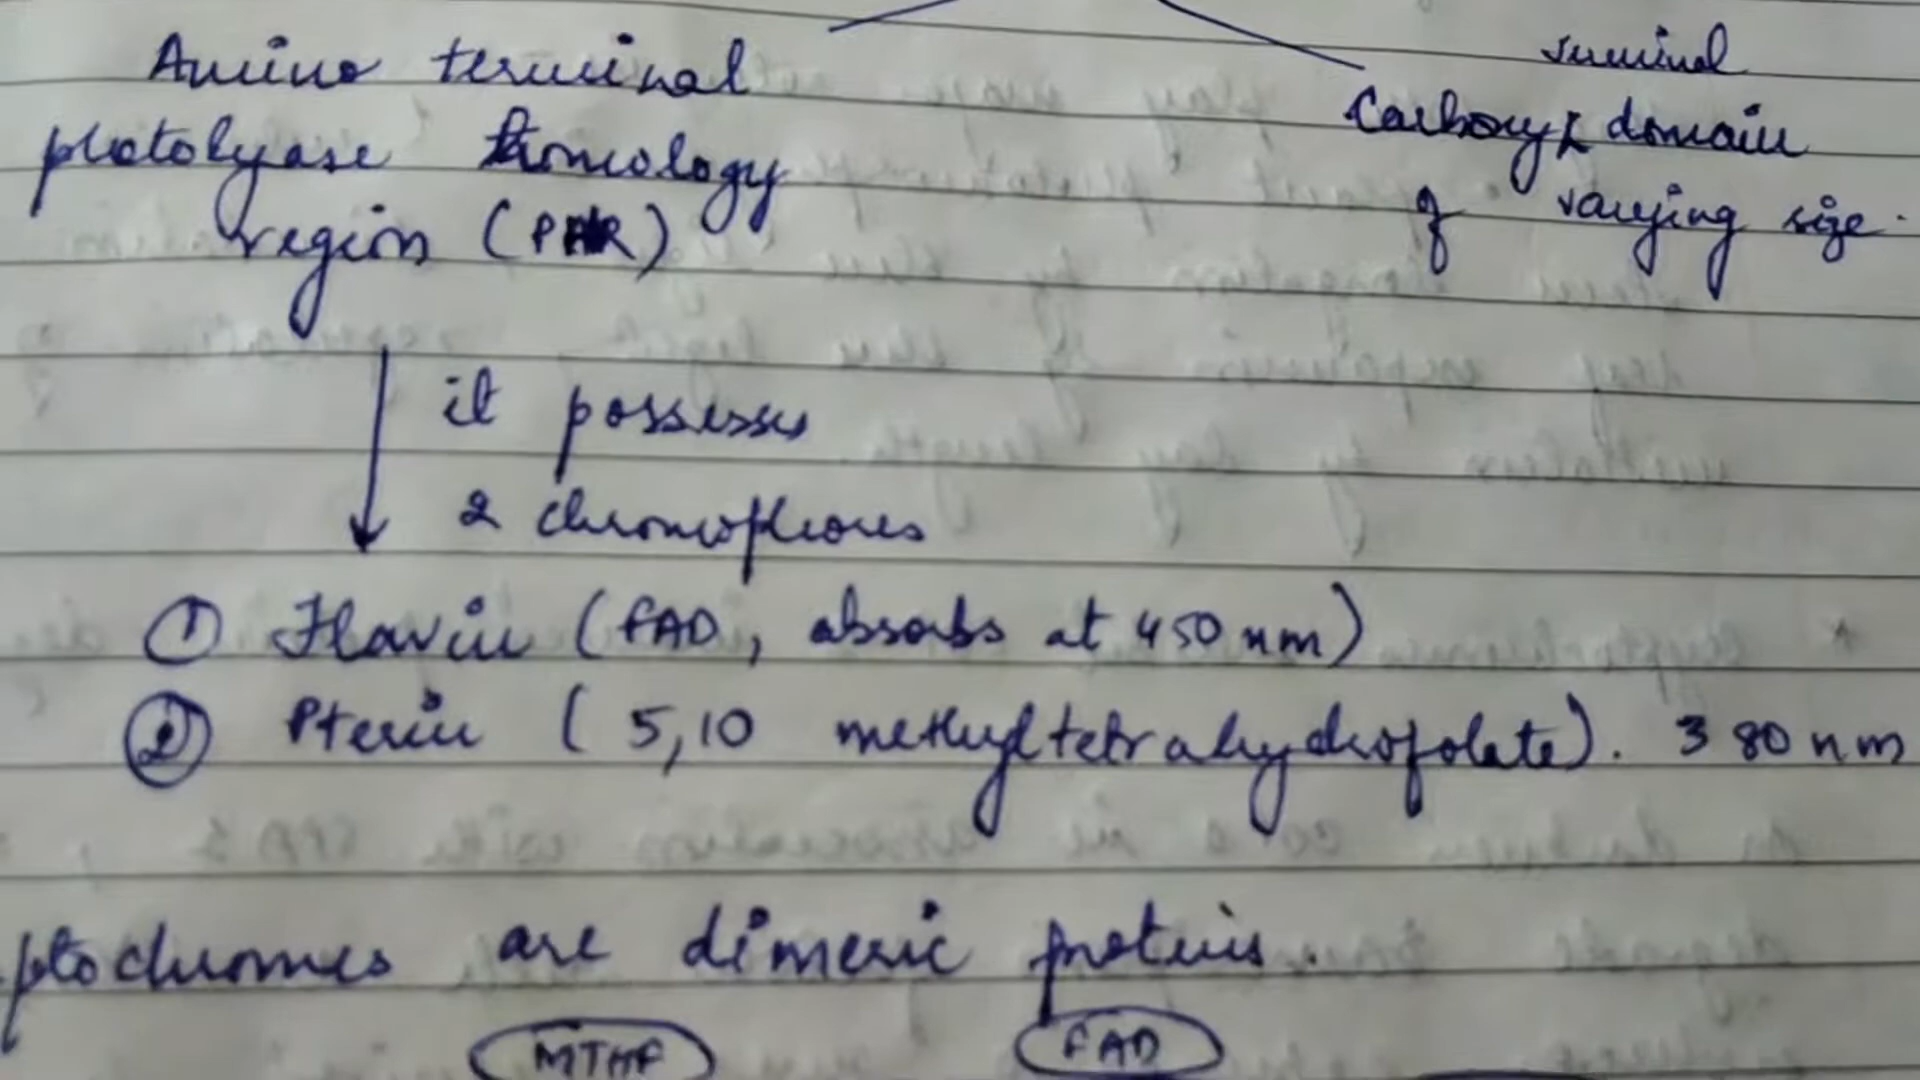 Amino terminal
photolyase homology
region (PHR)
terminal
Carboxyl domain
of varying size.
it possesses
2 chromophores
① Flavin (FAD, absorbs at 450 nm)
② Pterin ( 5,10 methyltetrahydrofolate). 380 nm
ptochromes are dimeric proteins.
MTHF FAD